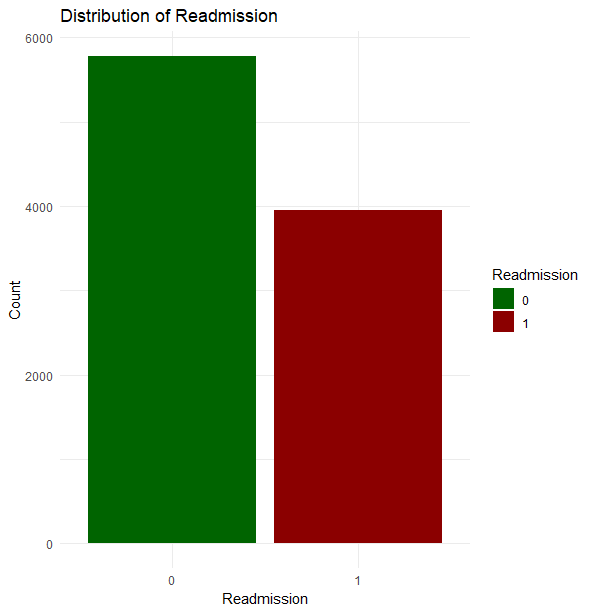 Distribution of Readmission
6000
4000
2000
0
Count
0
1
Readmission
Readmission
0
1